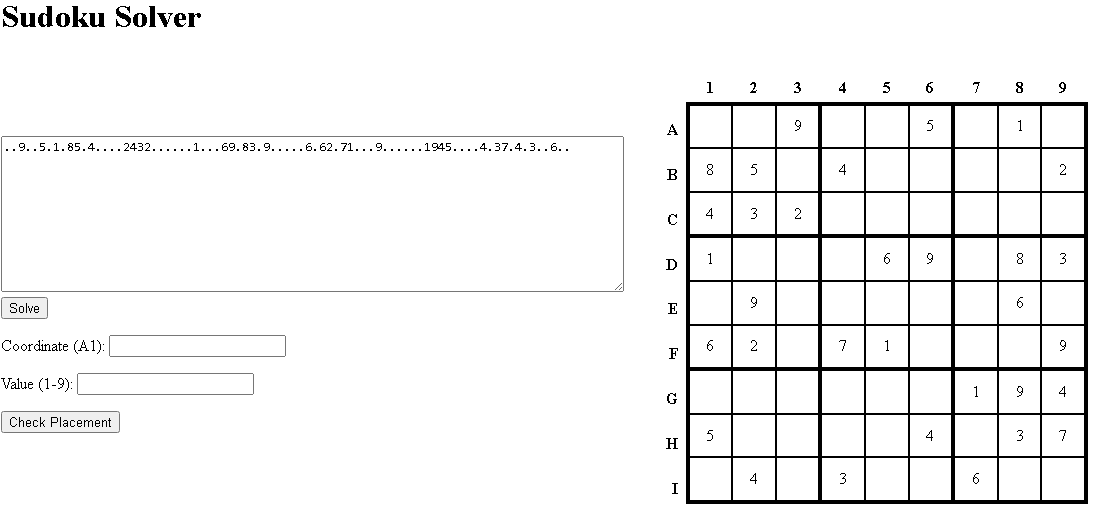 Sudoku Solver
..9..5.1.85.4....2432......1...69.83.9.....6.62.71...9......1945....4.37.4.3..6..
Solve
Coordinate (A1):
Value (1-9):
Check Placement
1 2 3 4 5 6 7 8 9
A 9 5 1
B 8 5 4 2
C 4 3 2
D 1 6 9 8 3
E 9 6
F 6 2 7 1 9
G 1 9 4
H 5 4 3 7
I 4 3 6